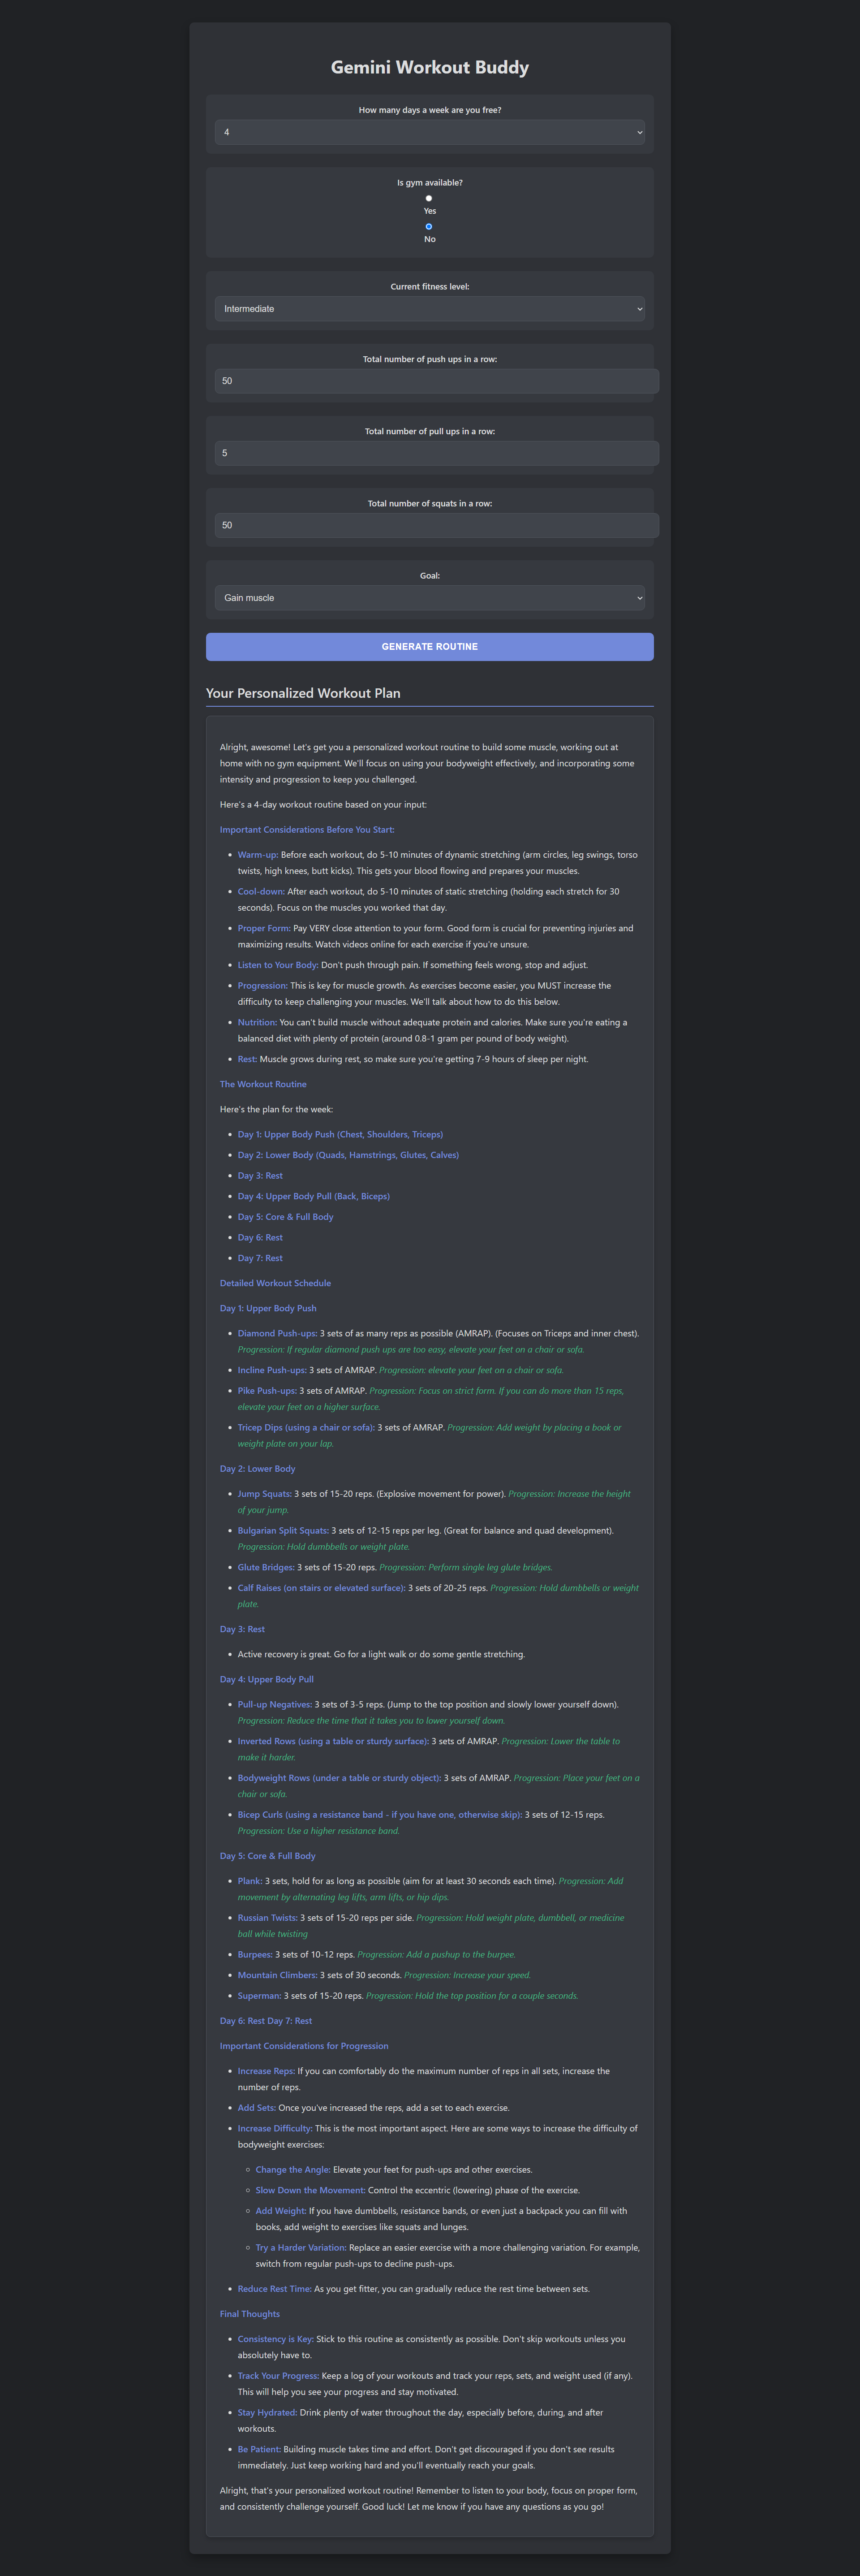 Gemini Workout Buddy
How many days a week are you free?
4
Is gym available?
Yes
No
Current fitness level:
Intermediate
Total number of push ups in a row:
50
Total number of pull ups in a row:
5
Total number of squats in a row:
50
Goal:
Gain muscle
GENERATE ROUTINE
Your Personalized Workout Plan
Alright, awesome! Let's get you a personalized workout routine to build some muscle, working out at
home with no gym equipment. We'll focus on using your bodyweight effectively, and incorporating some
intensity and progression to keep you challenged.
Here's a 4-day workout routine based on your input:
Important Considerations Before You Start:
• Warm-up: Before each workout, do 5-10 minutes of dynamic stretching (arm circles, leg swings, torso
twists, high knees, butt kicks). This gets your blood flowing and prepares your muscles.
• Cool-down: After each workout, do 5-10 minutes of static stretching (holding each stretch for 30
seconds). Focus on the muscles you worked that day.
• Proper Form: Pay VERY close attention to your form. Good form is crucial for preventing injuries and
maximizing results. Watch videos online for each exercise if you're unsure.
• Listen to Your Body: Don't push through pain. If something feels wrong, stop and adjust.
• Progression: This is key for muscle growth. As exercises become easier, you MUST increase the
difficulty to keep challenging your muscles. We'll talk about how to do this below.
• Nutrition: You can't build muscle without adequate protein and calories. Make sure you're eating a
balanced diet with plenty of protein (around 0.8-1 gram per pound of body weight).
• Rest: Muscle grows during rest, so make sure you're getting 7-9 hours of sleep per night.
The Workout Routine
Here's the plan for the week:
• Day 1: Upper Body Push (Chest, Shoulders, Triceps)
• Day 2: Lower Body (Quads, Hamstrings, Glutes, Calves)
• Day 3: Rest
• Day 4: Upper Body Pull (Back, Biceps)
• Day 5: Core & Full Body
• Day 6: Rest
• Day 7: Rest
Detailed Workout Schedule
Day 1: Upper Body Push
• Diamond Push-ups: 3 sets of as many reps as possible (AMRAP). (Focuses on Triceps and inner chest).
Progression: If regular diamond push ups are too easy, elevate your feet on a chair or sofa.
• Incline Push-ups: 3 sets of AMRAP. Progression: elevate your feet on a chair or sofa.
• Pike Push-ups: 3 sets of AMRAP. Progression: Focus on strict form. If you can do more than 15 reps,
elevate your feet on a higher surface.
• Tricep Dips (using a chair or sofa): 3 sets of AMRAP. Progression: Add weight by placing a book or
weight plate on your lap.
Day 2: Lower Body
• Jump Squats: 3 sets of 15-20 reps. (Explosive movement for power). Progression: Increase the height
of your jump.
• Bulgarian Split Squats: 3 sets of 12-15 reps per leg. (Great for balance and quad development).
Progression: Hold dumbbells or weight plate.
• Glute Bridges: 3 sets of 15-20 reps. Progression: Perform single leg glute bridges.
• Calf Raises (on stairs or elevated surface): 3 sets of 20-25 reps. Progression: Hold dumbbells or weight
plate.
Day 3: Rest
• Active recovery is great. Go for a light walk or do some gentle stretching.
Day 4: Upper Body Pull
• Pull-up Negatives: 3 sets of 3-5 reps. (Jump to the top position and slowly lower yourself down).
Progression: Reduce the time that it takes you to lower yourself down.
• Inverted Rows (using a table or sturdy surface): 3 sets of AMRAP. Progression: Lower the table to
make it harder.
• Bodyweight Rows (under a table or sturdy object): 3 sets of AMRAP. Progression: Place your feet on a
chair or sofa.
• Bicep Curls (using a resistance band - if you have one, otherwise skip): 3 sets of 12-15 reps.
Progression: Use a higher resistance band.
Day 5: Core & Full Body
• Plank: 3 sets, hold for as long as possible (aim for at least 30 seconds each time). Progression: Add
movement by alternating leg lifts, arm lifts, or hip dips.
• Russian Twists: 3 sets of 15-20 reps per side. Progression: Hold weight plate, dumbbell, or medicine
ball while twisting
• Burpees: 3 sets of 10-12 reps. Progression: Add a pushup to the burpee.
• Mountain Climbers: 3 sets of 30 seconds. Progression: Increase your speed.
• Superman: 3 sets of 15-20 reps. Progression: Hold the top position for a couple seconds.
Day 6: Rest Day 7: Rest
Important Considerations for Progression
• Increase Reps: If you can comfortably do the maximum number of reps in all sets, increase the
number of reps.
• Add Sets: Once you've increased the reps, add a set to each exercise.
• Increase Difficulty: This is the most important aspect. Here are some ways to increase the difficulty of
bodyweight exercises:
◦ Change the Angle: Elevate your feet for push-ups and other exercises.
◦ Slow Down the Movement: Control the eccentric (lowering) phase of the exercise.
◦ Add Weight: If you have dumbbells, resistance bands, or even just a backpack you can fill with
books, add weight to exercises like squats and lunges.
◦ Try a Harder Variation: Replace an easier exercise with a more challenging variation. For example,
switch from regular push-ups to decline push-ups.
• Reduce Rest Time: As you get fitter, you can gradually reduce the rest time between sets.
Final Thoughts
• Consistency is Key: Stick to this routine as consistently as possible. Don't skip workouts unless you
absolutely have to.
• Track Your Progress: Keep a log of your workouts and track your reps, sets, and weight used (if any).
This will help you see your progress and stay motivated.
• Stay Hydrated: Drink plenty of water throughout the day, especially before, during, and after
workouts.
• Be Patient: Building muscle takes time and effort. Don't get discouraged if you don't see results
immediately. Just keep working hard and you'll eventually reach your goals.
Alright, that's your personalized workout routine! Remember to listen to your body, focus on proper form,
and consistently challenge yourself. Good luck! Let me know if you have any questions as you go!